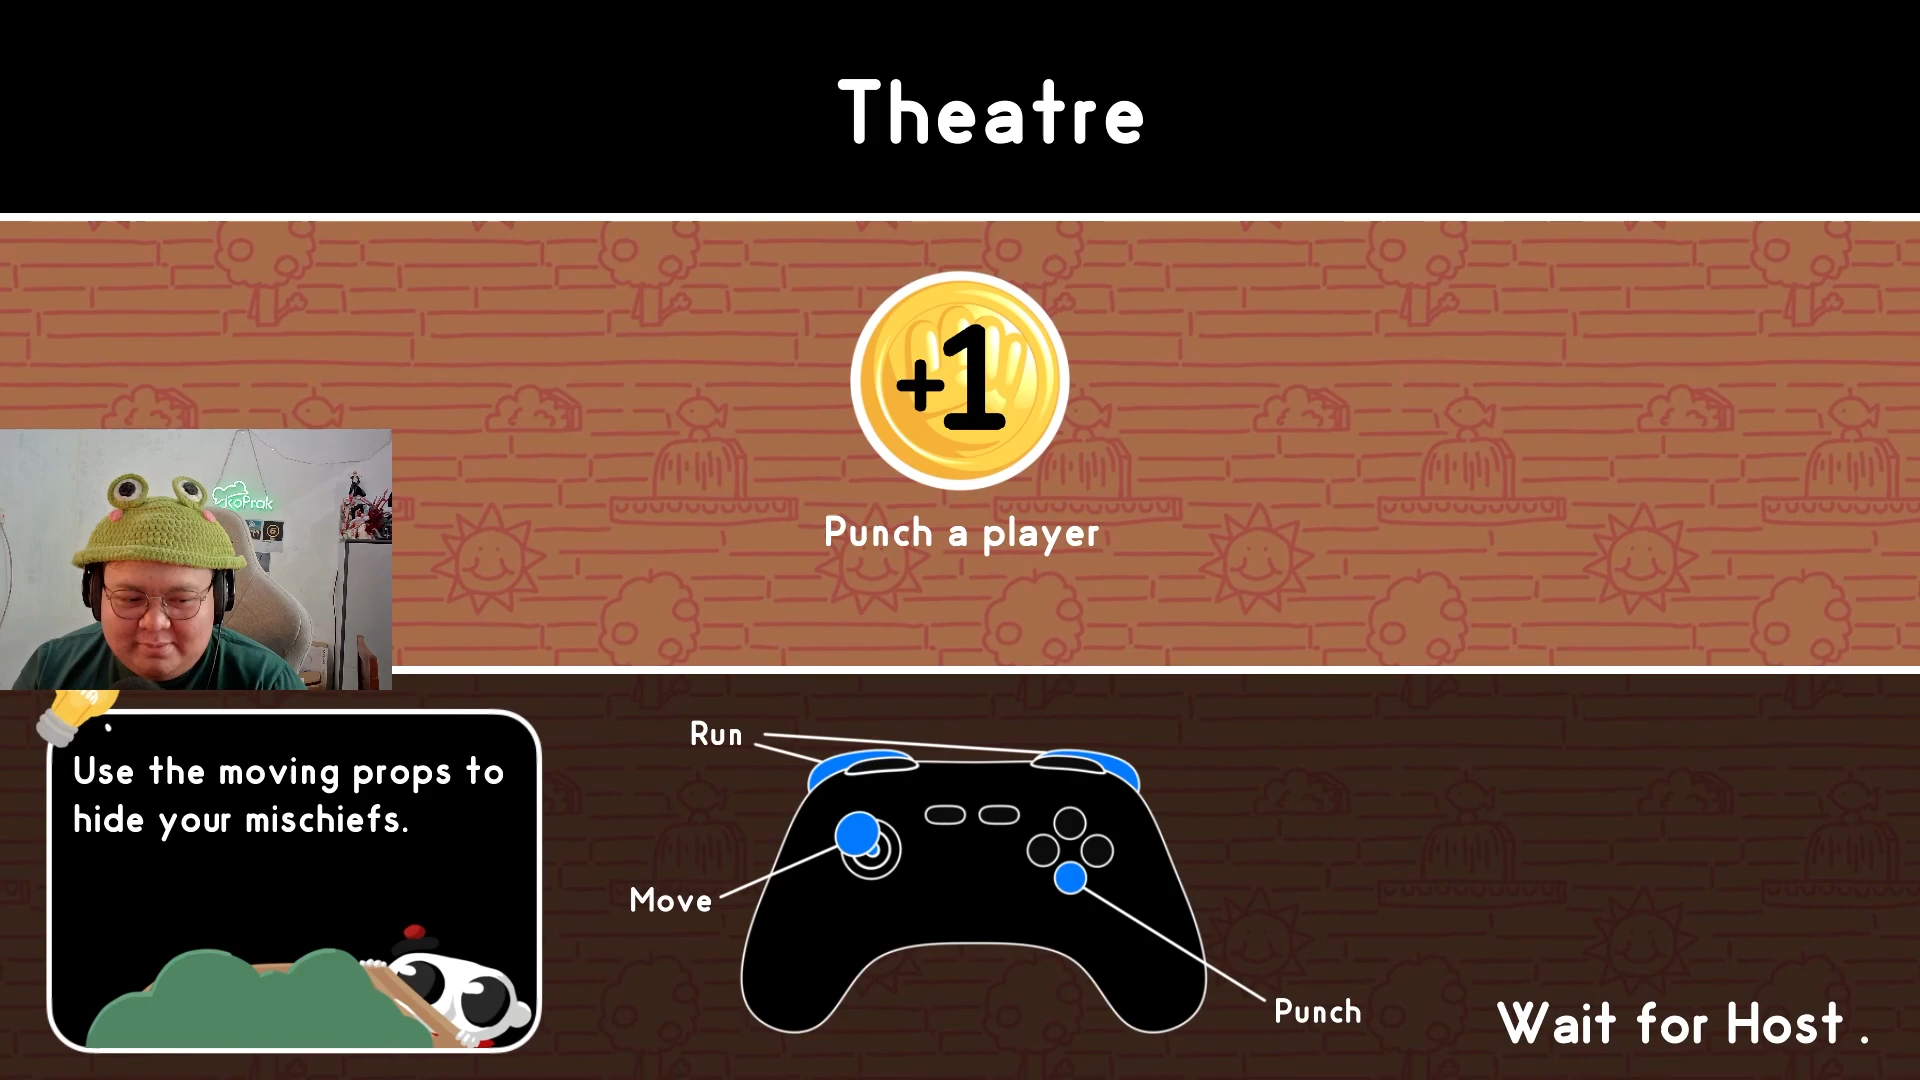 Theatre
+1
Punch a player
KoPrak
Run
Use the moving props to
hide your mischiefs.
Move
Punch
Wait for Host .